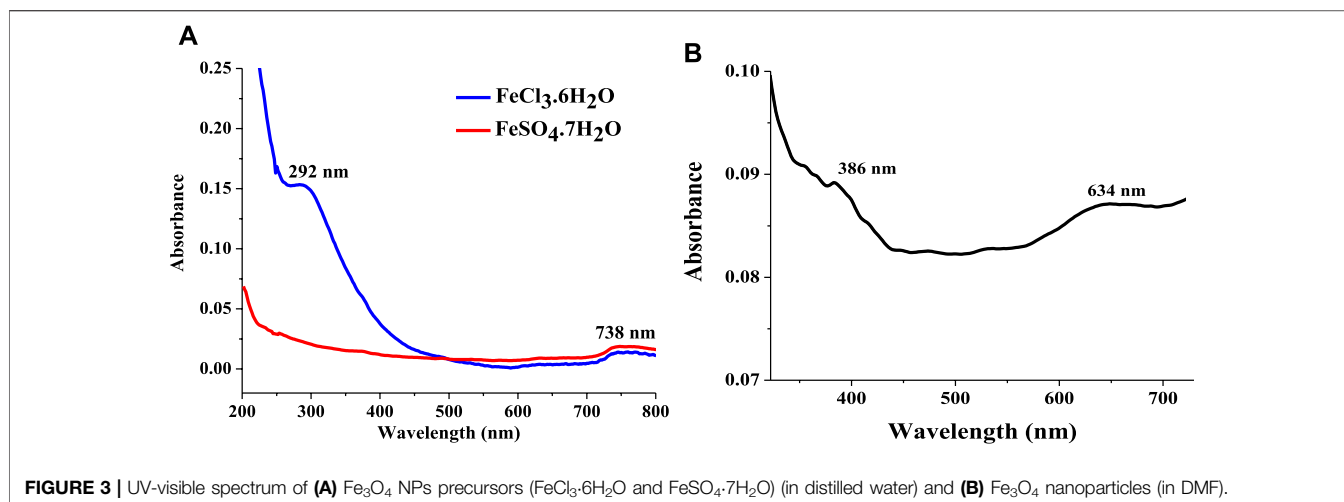 A
0.25
0.20
0.15
0.10
0.05
0.00
Absorbance
FeCl₃.6H₂O
FeSO₄.7H₂O
292 nm
738 nm
200 300 400 500 600 700 800
Wavelength (nm)
B
0.10
0.09
0.08
0.07
Absorbance
386 nm
634 nm
400 500 600 700
Wavelength (nm)
FIGURE 3 | UV-visible spectrum of (A) Fe₃O₄ NPs precursors (FeCl₃·6H₂O and FeSO₄·7H₂O) (in distilled water) and (B) Fe₃O₄ nanoparticles (in DMF).